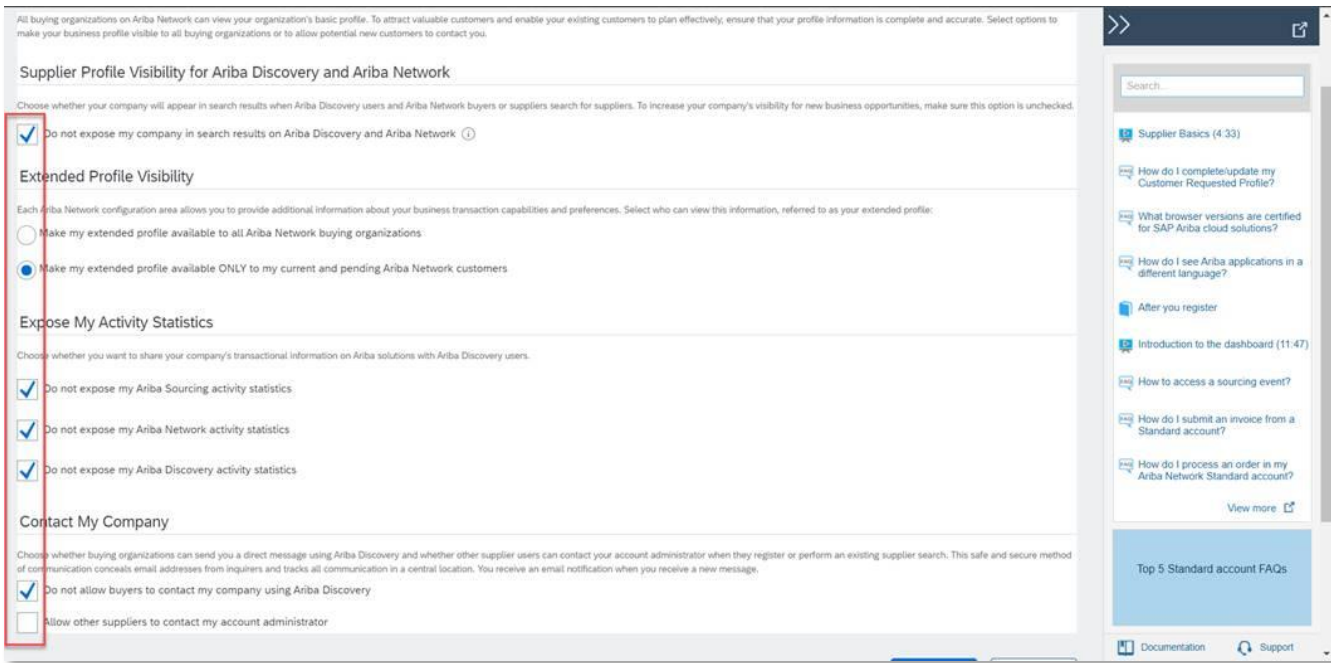 All buying organizations on Ariba Network can view your organization's basic profile. To attract valuable customers and enable your existing customers to plan effectively, ensure that your profile information is complete and accurate. Select options to
make your business profile visible to all buying organizations or to allow potential new customers to contact you.
Supplier Profile Visibility for Ariba Discovery and Ariba Network
Choose whether your company will appear in search results when Ariba Discovery users and Ariba Network buyers or suppliers search for suppliers. To increase your company's visibility for new business opportunities, make sure this option is unchecked.
Do not expose my company in search results on Ariba Discovery and Ariba Network
Extended Profile Visibility
Each Ariba Network configuration area allows you to provide additional information about your business transaction capabilities and preferences. Select who can view this information, referred to as your extended profile:
Make my extended profile available to all Ariba Network buying organizations
Make my extended profile available ONLY to my current and pending Ariba Network customers
Expose My Activity Statistics
Choose whether you want to share your company's transactional information on Ariba solutions with Ariba Discovery users.
Do not expose my Ariba Sourcing activity statistics
Do not expose my Ariba Network activity statistics
Do not expose my Ariba Discovery activity statistics
Contact My Company
Choose whether buying organizations can send you a direct message using Ariba Discovery and whether other supplier users can contact your account administrator when they register or perform an existing supplier search. This safe and secure method
of communication conceals email addresses from inquirers and tracks all communication in a central location. You receive an email notification when you receive a new message.
Do not allow buyers to contact my company using Ariba Discovery
Allow other suppliers to contact my account administrator
Search...
Supplier Basics (4:33)
FAQ How do I complete/update my
Customer Requested Profile?
FAQ What browser versions are certified
for SAP Ariba cloud solutions?
FAQ How do I see Ariba applications in a
different language?
After you register
Introduction to the dashboard (11:47)
FAQ How to access a sourcing event?
FAQ How do I submit an invoice from a
Standard account?
FAQ How do I process an order in my
Ariba Network Standard account?
View more
Top 5 Standard account FAQs
Documentation
Support